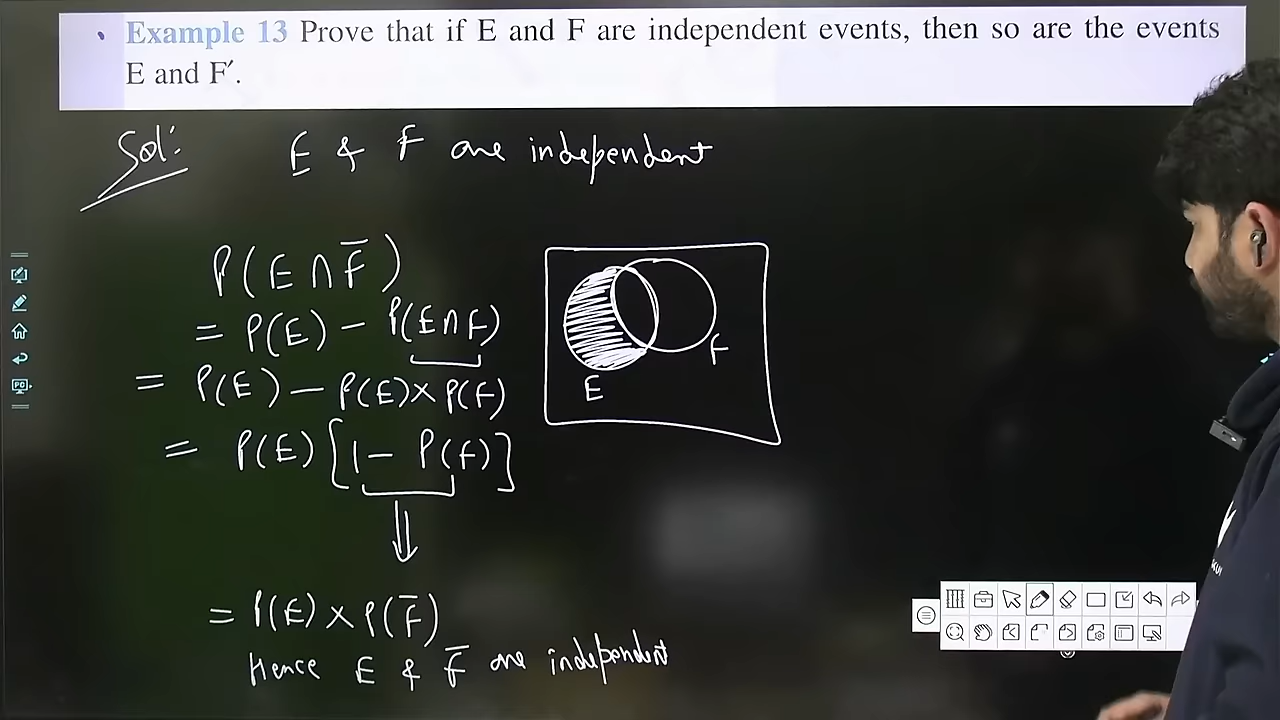 Example 13 Prove that if E and F are independent events, then so are the events
E and F′.
Sol:
E & F are independent
P(E∩F̅)
= P(E) − P(E∩F)
= P(E) − P(E)×P(F)
= P(E)[1 − P(F)]
⇓
= P(E)×P(F̅)
Hence E & F̅ are independent
E
F